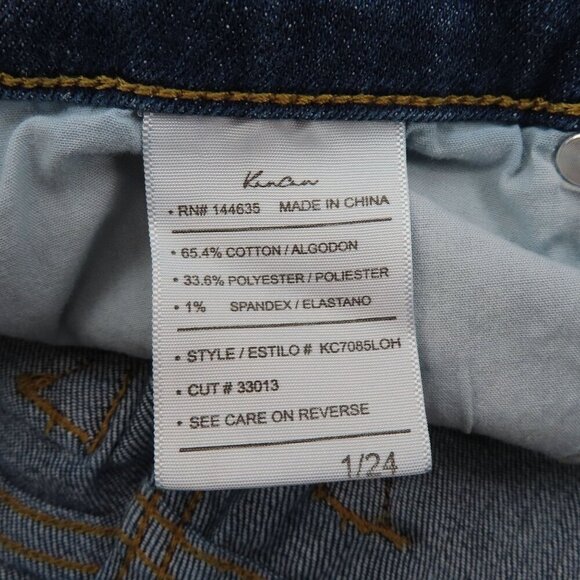 KanCan
• RN# 144635 MADE IN CHINA
• 65.4% COTTON / ALGODON
• 33.6% POLYESTER / POLIESTER
• 1% SPANDEX / ELASTANO
• STYLE / ESTILO # KC7085LOH
• CUT # 33013
• SEE CARE ON REVERSE
1/24